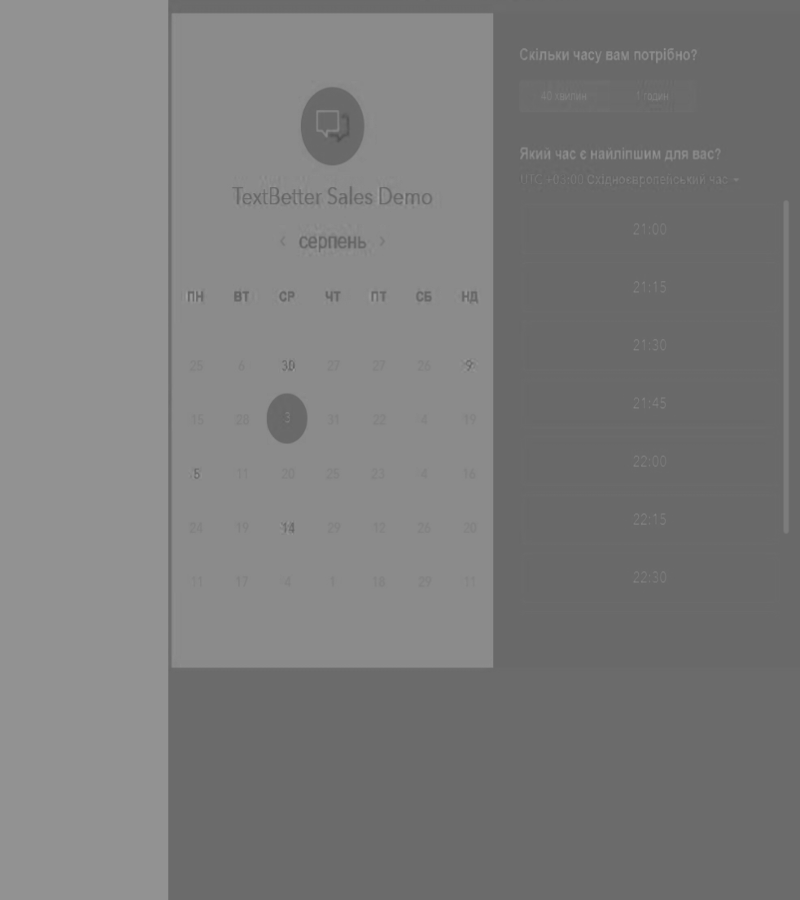 TextBetter Sales Demo
‹ серпень ›
ПН ВТ СР ЧТ ПТ СБ НД
25 6 30 27 27 26 9
15 20 3 31 22 4 19
5 11 20 25 23 4 16
24 19 14 29 12 26 20
11 17 4 1 18 29 11
Скільки часу вам потрібно?
40 хвилин 1 годин
Який час є найліпшим для вас?
UTC +03:00 Східноєвропейський час
21:00
21:15
21:30
21:45
22:00
22:15
22:30